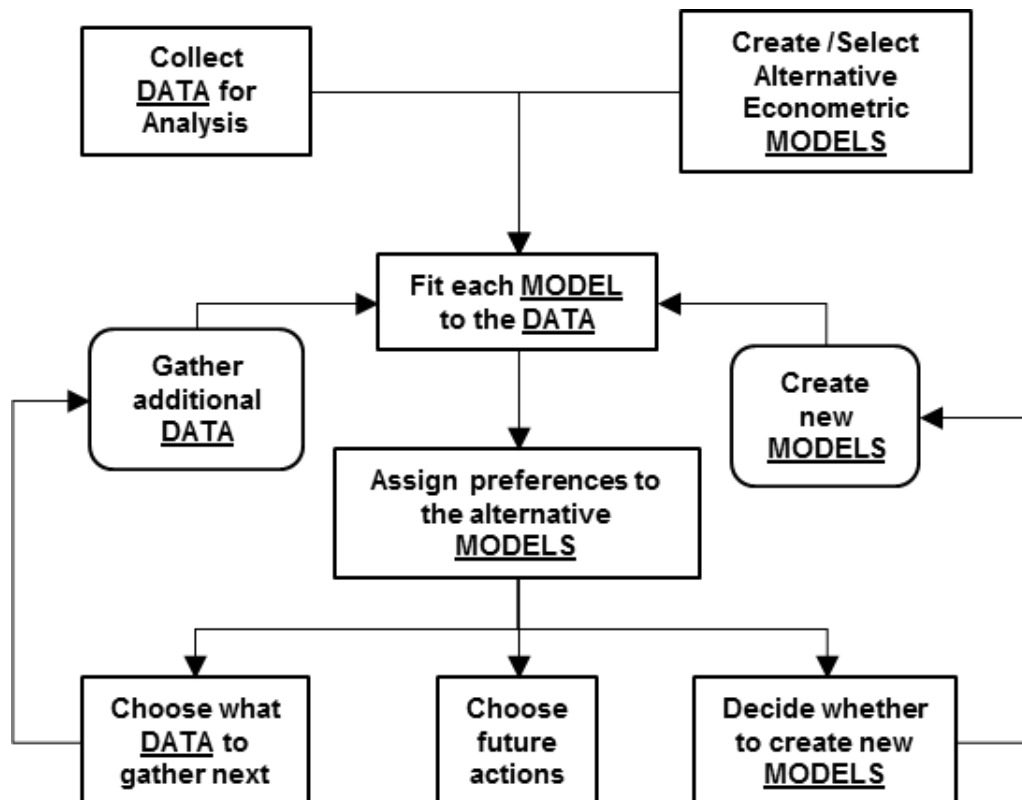 Collect
DATA for
Analysis
Create /Select
Alternative
Econometric
MODELS
Fit each MODEL
to the DATA
Gather
additional
DATA
Create
new
MODELS
Assign preferences to
the alternative
MODELS
Choose what
DATA to
gather next
Choose
future
actions
Decide whether
to create new
MODELS